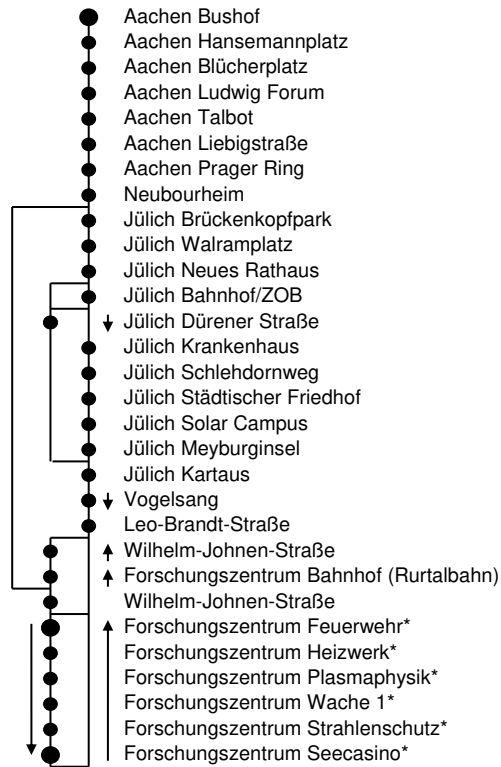 Aachen Bushof
Aachen Hansemannplatz
Aachen Blücherplatz
Aachen Ludwig Forum
Aachen Talbot
Aachen Liebigstraße
Aachen Prager Ring
Neubourheim
Jülich Brückenkopfpark
Jülich Walramplatz
Jülich Neues Rathaus
Jülich Bahnhof/ZOB
Jülich Dürener Straße
Jülich Krankenhaus
Jülich Schlehdornweg
Jülich Städtischer Friedhof
Jülich Solar Campus
Jülich Meyburginsel
Jülich Kartaus
Vogelsang
Leo-Brandt-Straße
Wilhelm-Johnen-Straße
Forschungszentrum Bahnhof (Rurtalbahn)
Wilhelm-Johnen-Straße
Forschungszentrum Feuerwehr*
Forschungszentrum Heizwerk*
Forschungszentrum Plasmaphysik*
Forschungszentrum Wache 1*
Forschungszentrum Strahlenschutz*
Forschungszentrum Seecasino*